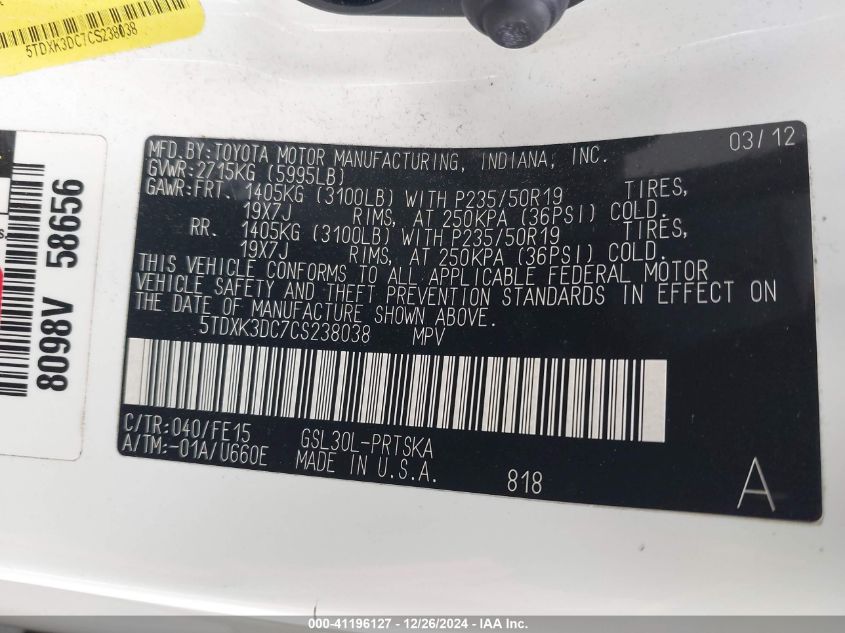 5TDXK3DC7CS238038
8098V 58656
MFD.BY:TOYOTA MOTOR MANUFACTURING, INDIANA, INC. 03/12
GVWR:2715KG (5995LB)
GAWR:FRT. 1405KG (3100LB) WITH P235/50R19 TIRES,
19X7J RIMS, AT 250KPA (36PSI) COLD.
RR. 1405KG (3100LB) WITH P235/50R19 TIRES,
19X7J RIMS, AT 250KPA (36PSI) COLD.
THIS VEHICLE CONFORMS TO ALL APPLICABLE FEDERAL MOTOR
VEHICLE SAFETY AND THEFT PREVENTION STANDARDS IN EFFECT ON
THE DATE OF MANUFACTURE SHOWN ABOVE.
5TDXK3DC7CS238038 MPV
C/TR:040/FE15 GSL30L-PRTSKA
A/TM:-01A/U660E MADE IN U.S.A. 818 A
000-41196127 - 12/26/2024 - IAA Inc.